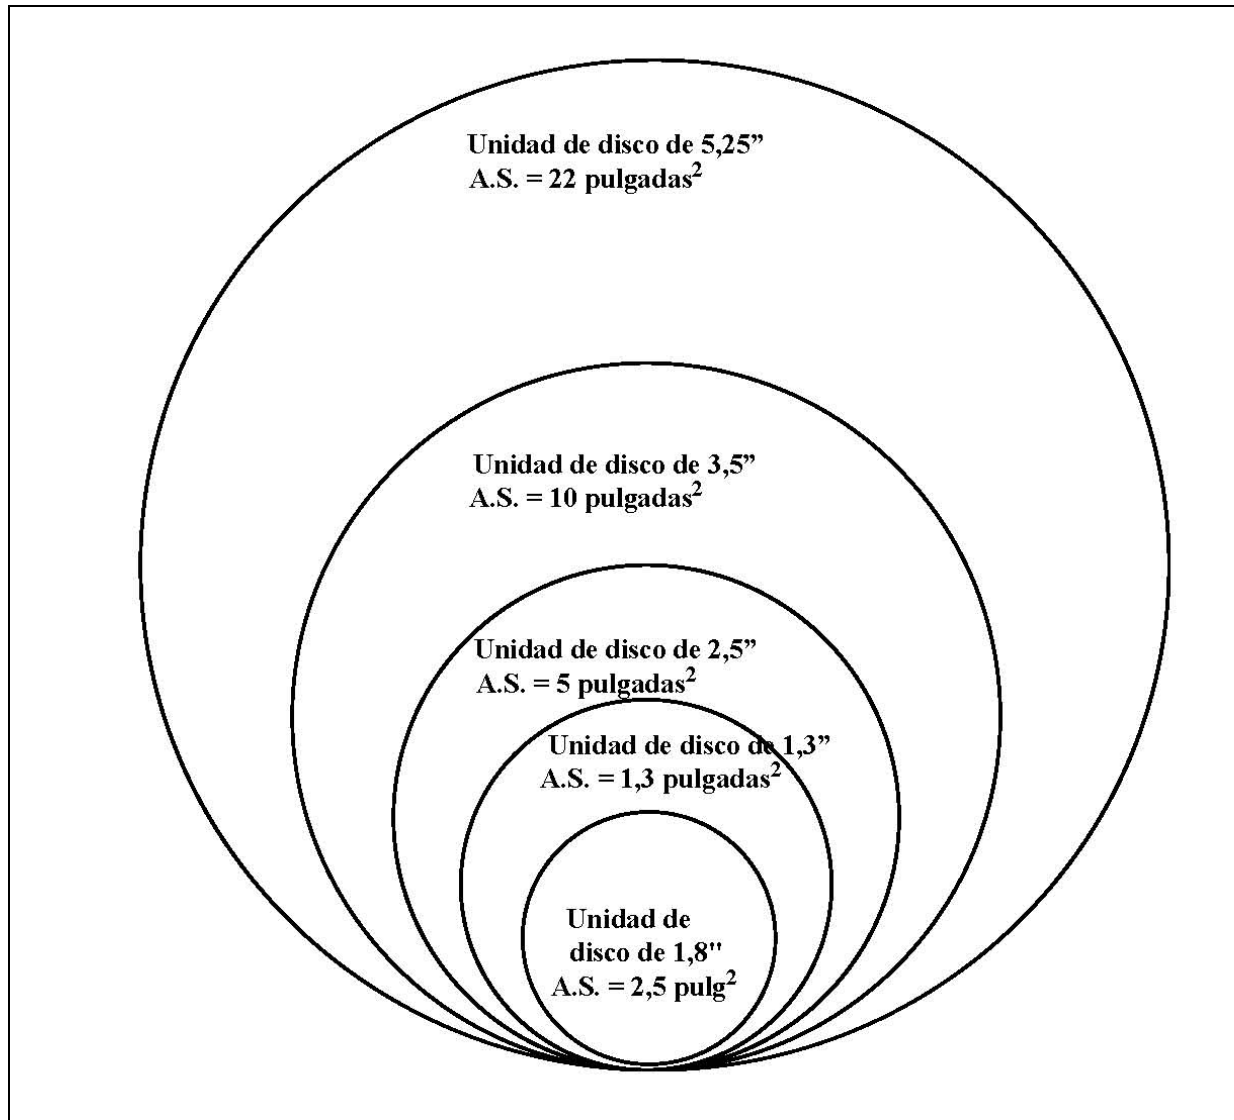 Unidad de disco de 5,25”
A.S. = 22 pulgadas²
Unidad de disco de 3,5”
A.S. = 10 pulgadas²
Unidad de disco de 2,5”
A.S. = 5 pulgadas²
Unidad de disco de 1,3”
A.S. = 1,3 pulgadas²
Unidad de
disco de 1,8"
A.S. = 2,5 pulg²